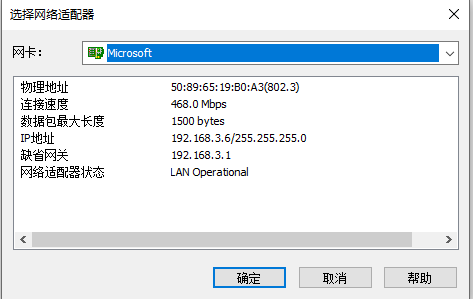 选择网络适配器
网卡：
Microsoft
物理地址 50:89:65:19:B0:A3(802.3)
连接速度 468.0 Mbps
数据包最大长度 1500 bytes
IP地址 192.168.3.6/255.255.255.0
缺省网关 192.168.3.1
网络适配器状态 LAN Operational
确定 取消 帮助